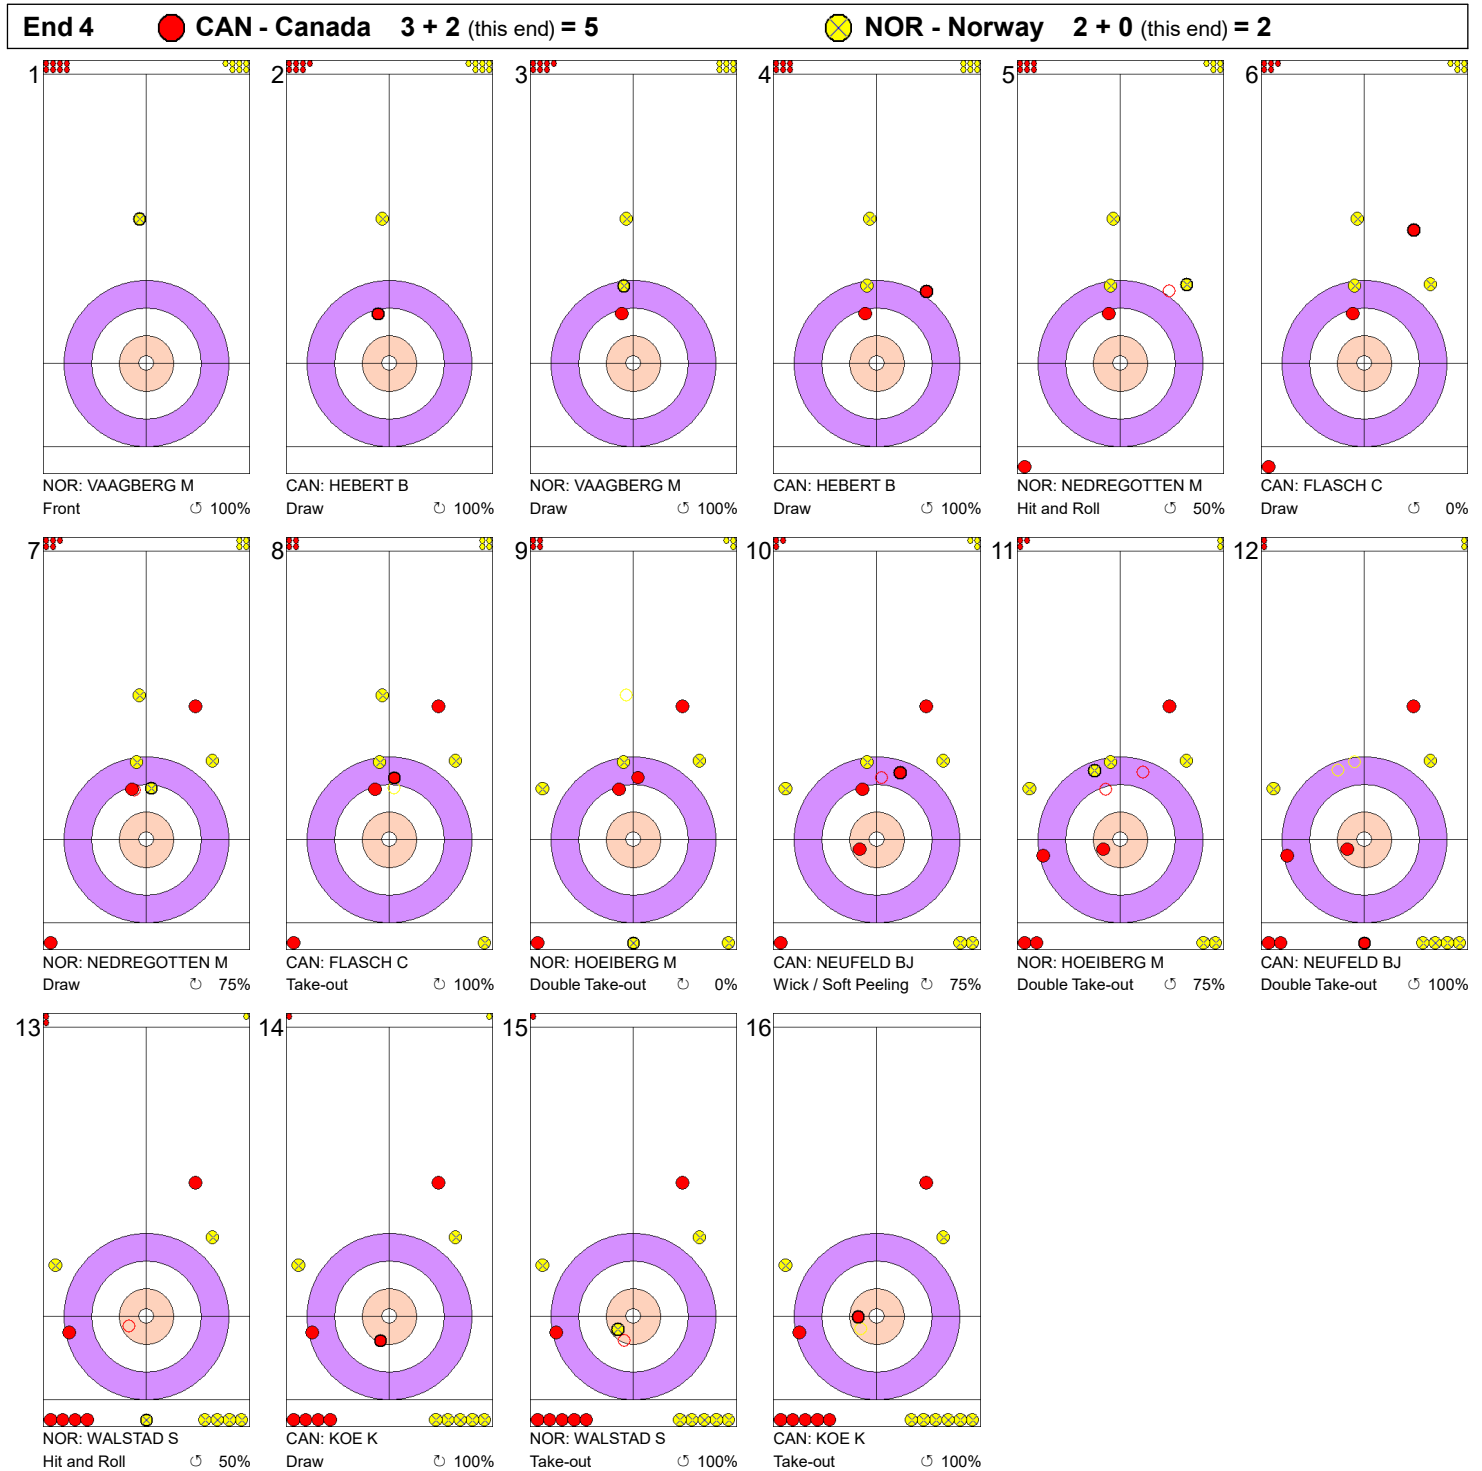 End 4 CAN - Canada 3 + 2 (this end) = 5 NOR - Norway 2 + 0 (this end) = 2
1 2 3 4 5 6
NOR: VAAGBERG M CAN: HEBERT B NOR: VAAGBERG M CAN: HEBERT B NOR: NEDREGOTTEN M CAN: FLASCH C
Front ↺ 100% Draw ↻ 100% Draw ↻ 100% Draw ↺ 100% Hit and Roll ↺ 50% Draw ↺ 0%
7 8 9 10 11 12
NOR: NEDREGOTTEN M CAN: FLASCH C NOR: HOEIBERG M CAN: NEUFELD BJ NOR: HOEIBERG M CAN: NEUFELD BJ
Draw ↻ 75% Take-out ↻ 100% Double Take-out ↻ 0% Wick / Soft Peeling ↻ 75% Double Take-out ↻ 75% Double Take-out ↺ 100%
13 14 15 16
NOR: WALSTAD S CAN: KOE K NOR: WALSTAD S CAN: KOE K
Hit and Roll ↺ 50% Draw ↻ 100% Take-out ↺ 100% Take-out ↺ 100%